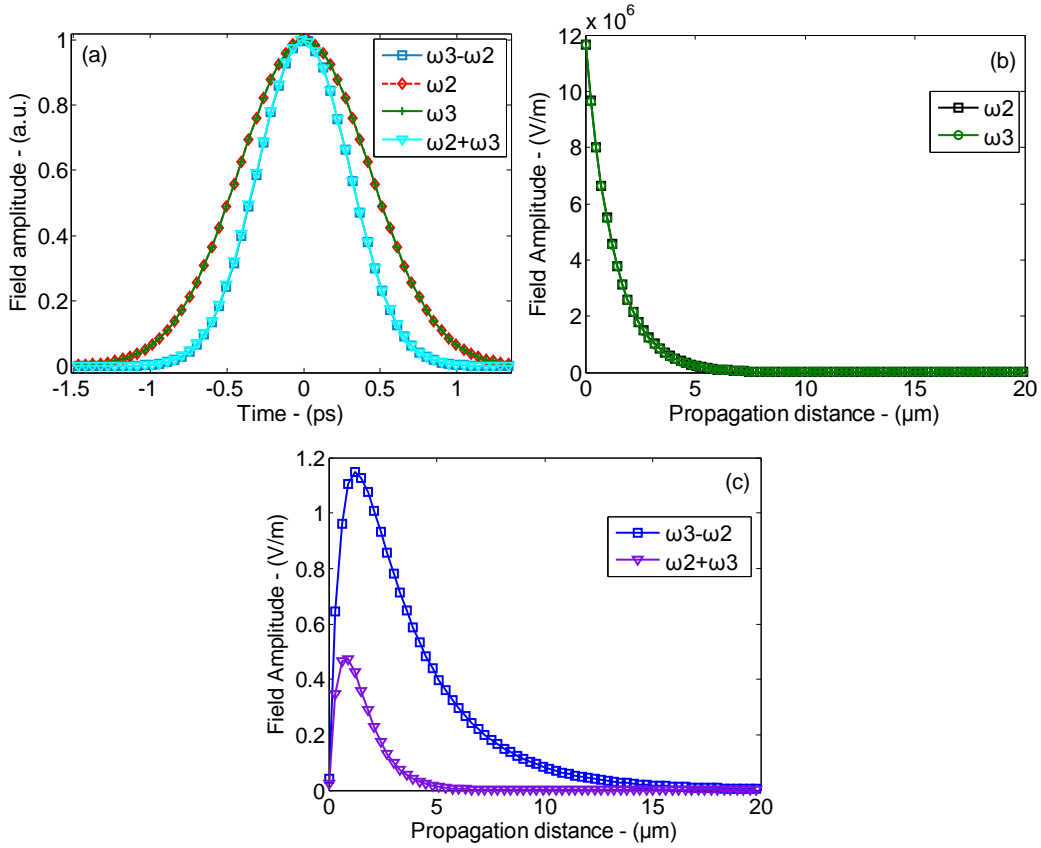 (a)
ω3-ω2
ω2
ω3
ω2+ω3
Field amplitude - (a.u.)
1
0.8
0.6
0.4
0.2
0
-1.5
-1
-0.5
0
0.5
1
Time - (ps)
x 10⁶
(b)
ω2
ω3
Field Amplitude - (V/m)
12
10
8
6
4
2
0
0
5
10
15
20
Propagation distance - (μm)
(c)
ω3-ω2
ω2+ω3
Field Amplitude - (V/m)
1.2
1
0.8
0.6
0.4
0.2
0
0
5
10
15
20
Propagation distance - (μm)